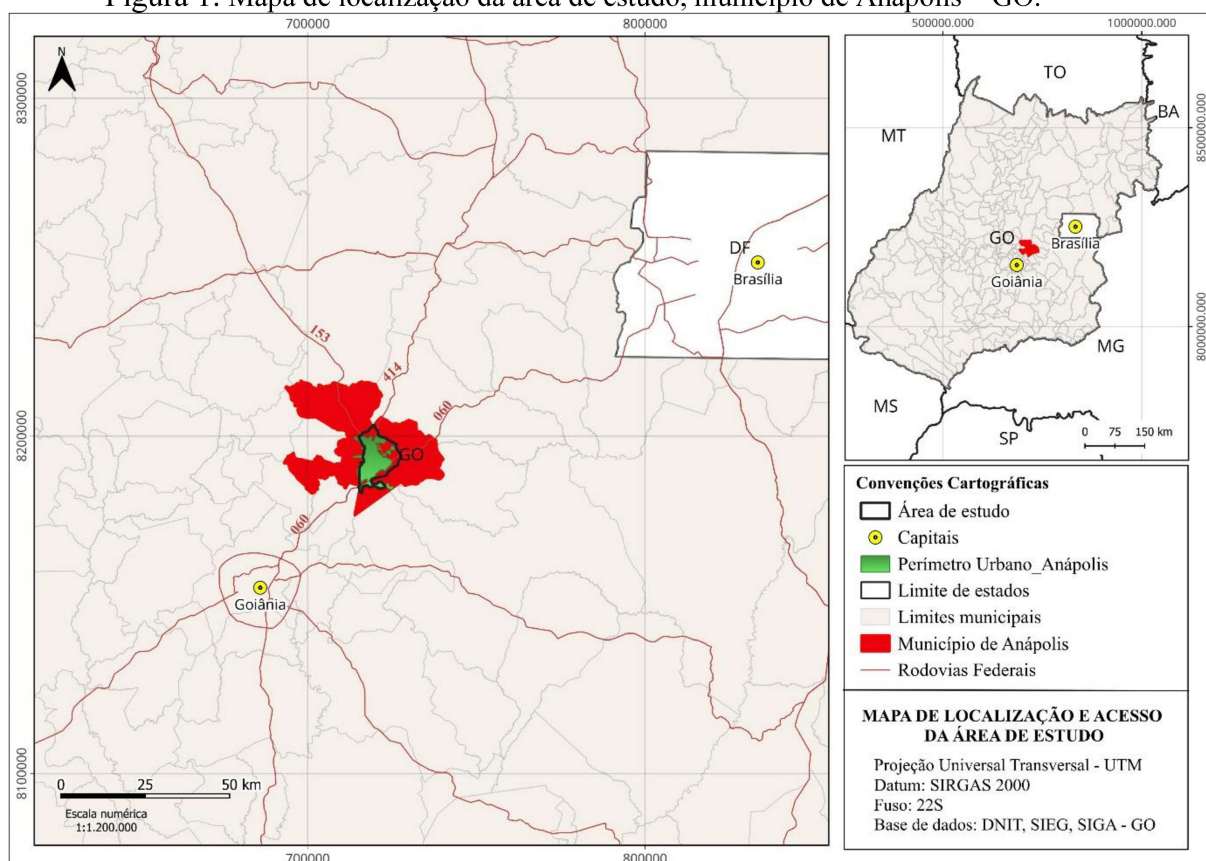 Figura 1: Mapa de localização da área de estudo, município de Anápolis – GO.
700000
800000
5000000.000
1000000.000
N
8300000
8200000
8100000
153
414
060
060
DF
Brasília
GO
Goiânia
0 25 50 km
Escala numérica
1:1.200.000
700000
800000
TO
BA
MT
GO
Brasília
Goiânia
MG
MS
SP
0 75 150 km
8500000.000
8000000.000
Convenções Cartográficas
Área de estudo
Capitais
Perímetro Urbano_Anápolis
Limite de estados
Limites municipais
Município de Anápolis
Rodovias Federais
MAPA DE LOCALIZAÇÃO E ACESSO
DA ÁREA DE ESTUDO
Projeção Universal Transversal - UTM
Datum: SIRGAS 2000
Fuso: 22S
Base de dados: DNIT, SIEG, SIGA - GO